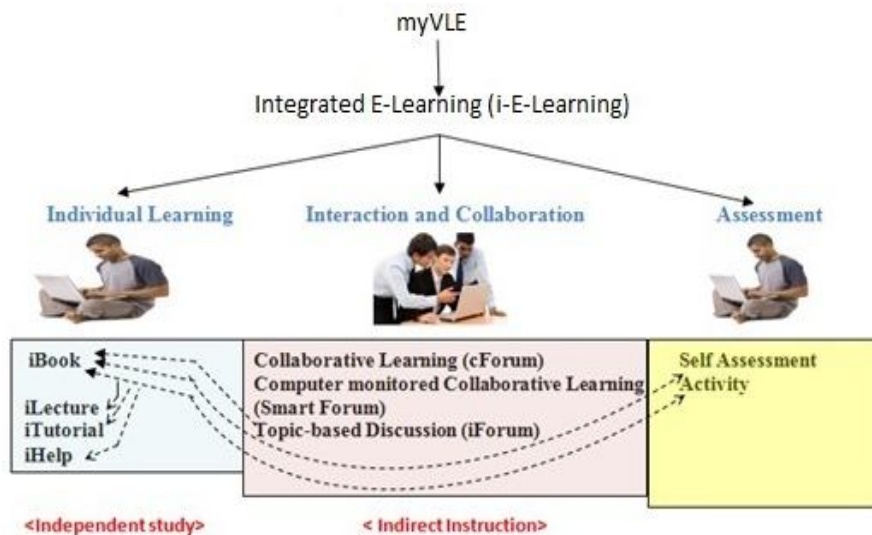 myVLE
Integrated E-Learning (i-E-Learning)
Individual Learning
Interaction and Collaboration
Assessment
iBook
iLecture
iTutorial
iHelp
Collaborative Learning (cForum)
Computer monitored Collaborative Learning
(Smart Forum)
Topic-based Discussion (iForum)
Self Assessment
Activity
<Independent study>
< Indirect Instruction>